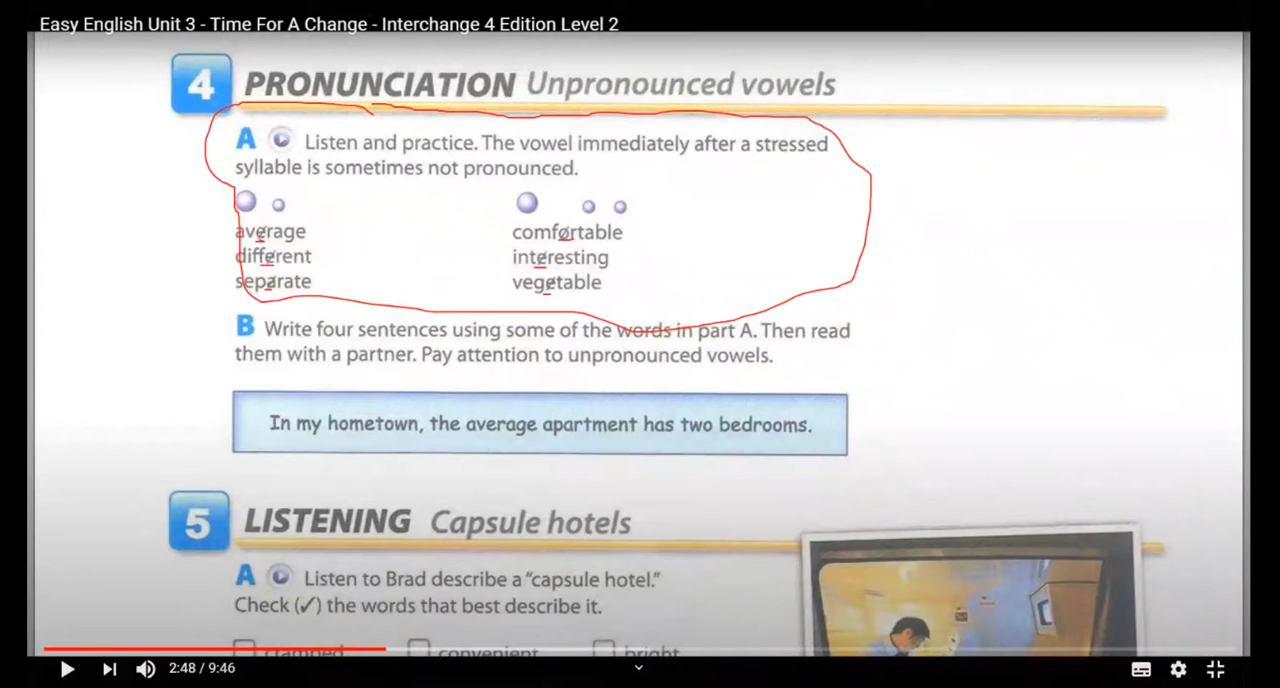 Easy English Unit 3 - Time For A Change - Interchange 4 Edition Level 2
4 PRONUNCIATION Unpronounced vowels
A Listen and practice. The vowel immediately after a stressed
syllable is sometimes not pronounced.
average comfortable
different interesting
separate vegetable
B Write four sentences using some of the words in part A. Then read
them with a partner. Pay attention to unpronounced vowels.
In my hometown, the average apartment has two bedrooms.
5 LISTENING Capsule hotels
A Listen to Brad describe a “capsule hotel.”
Check (✓) the words that best describe it.
cramped convenient bright
2:48 / 9:46